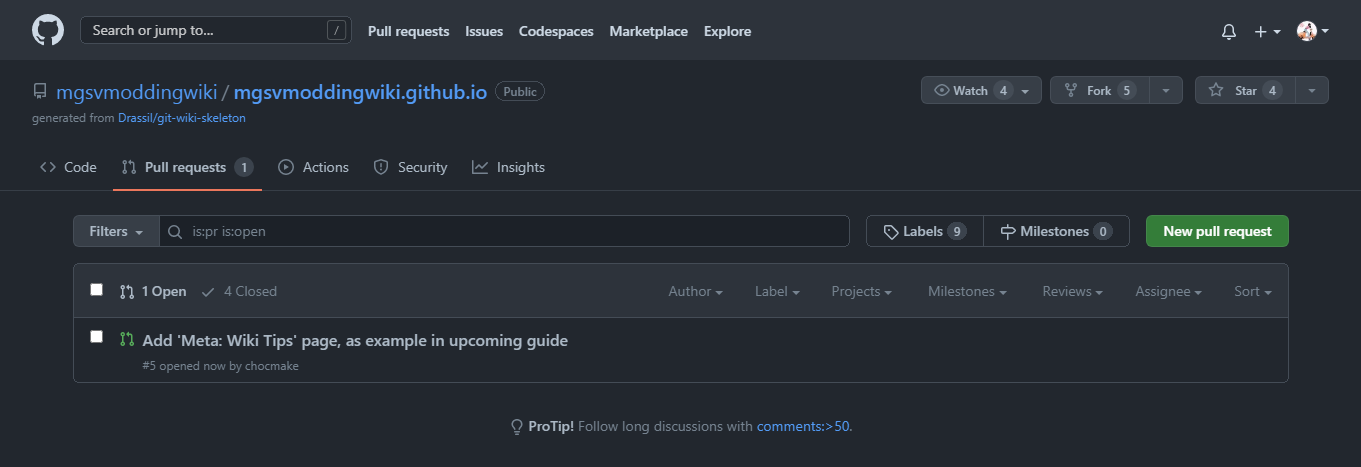 Search or jump to... / Pull requests Issues Codespaces Marketplace Explore
mgsvmoddingwiki / mgsvmoddingwiki.github.io Public Watch 4 Fork 5 Star 4
generated from Drassil/git-wiki-skeleton
Code Pull requests 1 Actions Security Insights
Filters is:pr is:open Labels 9 Milestones 0 New pull request
1 Open 4 Closed Author Label Projects Milestones Reviews Assignee Sort
Add 'Meta: Wiki Tips' page, as example in upcoming guide
#5 opened now by chocmake
ProTip! Follow long discussions with comments:>50.